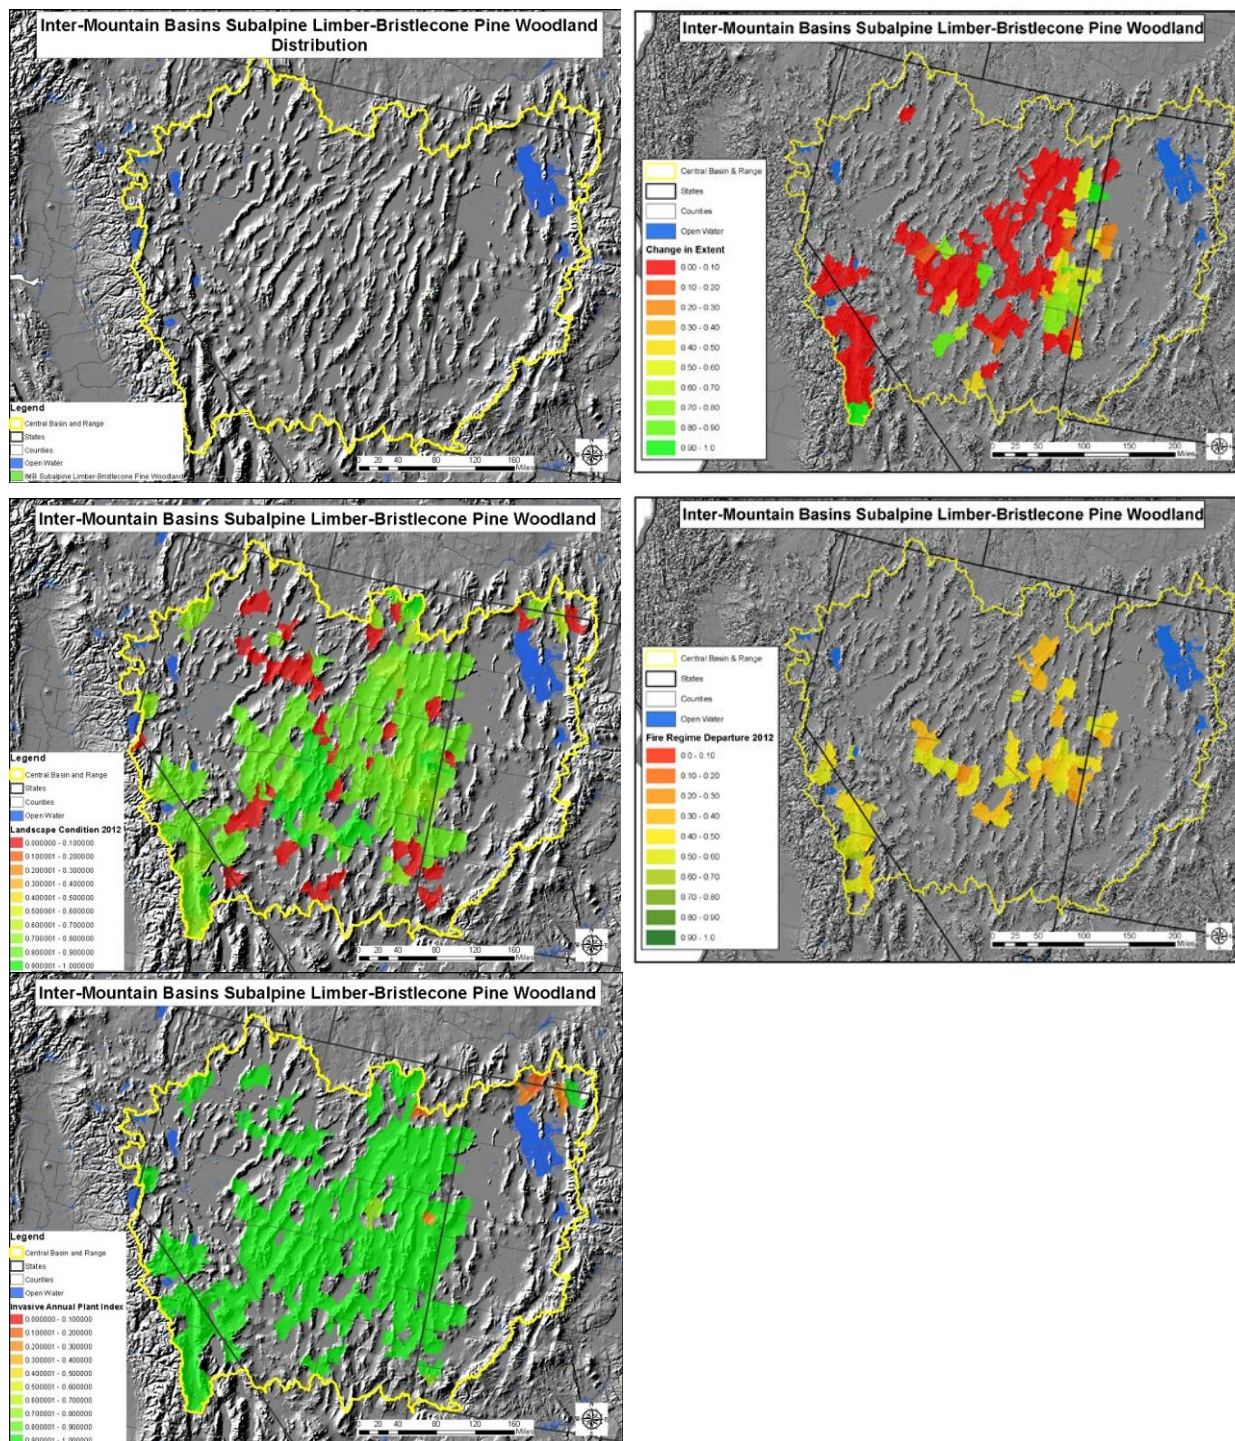 Inter-Mountain Basins Subalpine Limber-Bristlecone Pine Woodland
Distribution
Legend
Central Basin and Range
States
Counties
Open Water
IMB Subalpine Limber-Bristlecone Pine Woodland
0 20 40 80 120 160
Miles
Inter-Mountain Basins Subalpine Limber-Bristlecone Pine Woodland
Central Basin & Range
States
Counties
Open Water
Change in Extent
0.00 - 0.10
0.10 - 0.20
0.20 - 0.30
0.30 - 0.40
0.40 - 0.50
0.50 - 0.60
0.60 - 0.70
0.70 - 0.80
0.80 - 0.90
0.90 - 1.0
0 25 50 100 150 200
Miles
Inter-Mountain Basins Subalpine Limber-Bristlecone Pine Woodland
Legend
Central Basin and Range
States
Counties
Open Water
Landscape Condition 2012
0.000000 - 0.100000
0.100001 - 0.200000
0.200001 - 0.300000
0.300001 - 0.400000
0.400001 - 0.500000
0.500001 - 0.600000
0.600001 - 0.700000
0.700001 - 0.800000
0.800001 - 0.900000
0.900001 - 1.000000
0 20 40 80 120 160
Miles
Inter-Mountain Basins Subalpine Limber-Bristlecone Pine Woodland
Central Basin & Range
States
Counties
Open Water
Fire Regime Departure 2012
0.0 - 0.10
0.10 - 0.20
0.20 - 0.30
0.30 - 0.40
0.40 - 0.50
0.50 - 0.60
0.60 - 0.70
0.70 - 0.80
0.80 - 0.90
0.90 - 1.0
0 25 50 100 150 200
Miles
Inter-Mountain Basins Subalpine Limber-Bristlecone Pine Woodland
Legend
Central Basin and Range
States
Counties
Open Water
Invasive Annual Plant Index
0.000000 - 0.100000
0.100001 - 0.200000
0.200001 - 0.300000
0.300001 - 0.400000
0.400001 - 0.500000
0.500001 - 0.600000
0.600001 - 0.700000
0.700001 - 0.800000
0.800001 - 0.900000
0.900001 - 1.000000
0 20 40 80 120 160
Miles